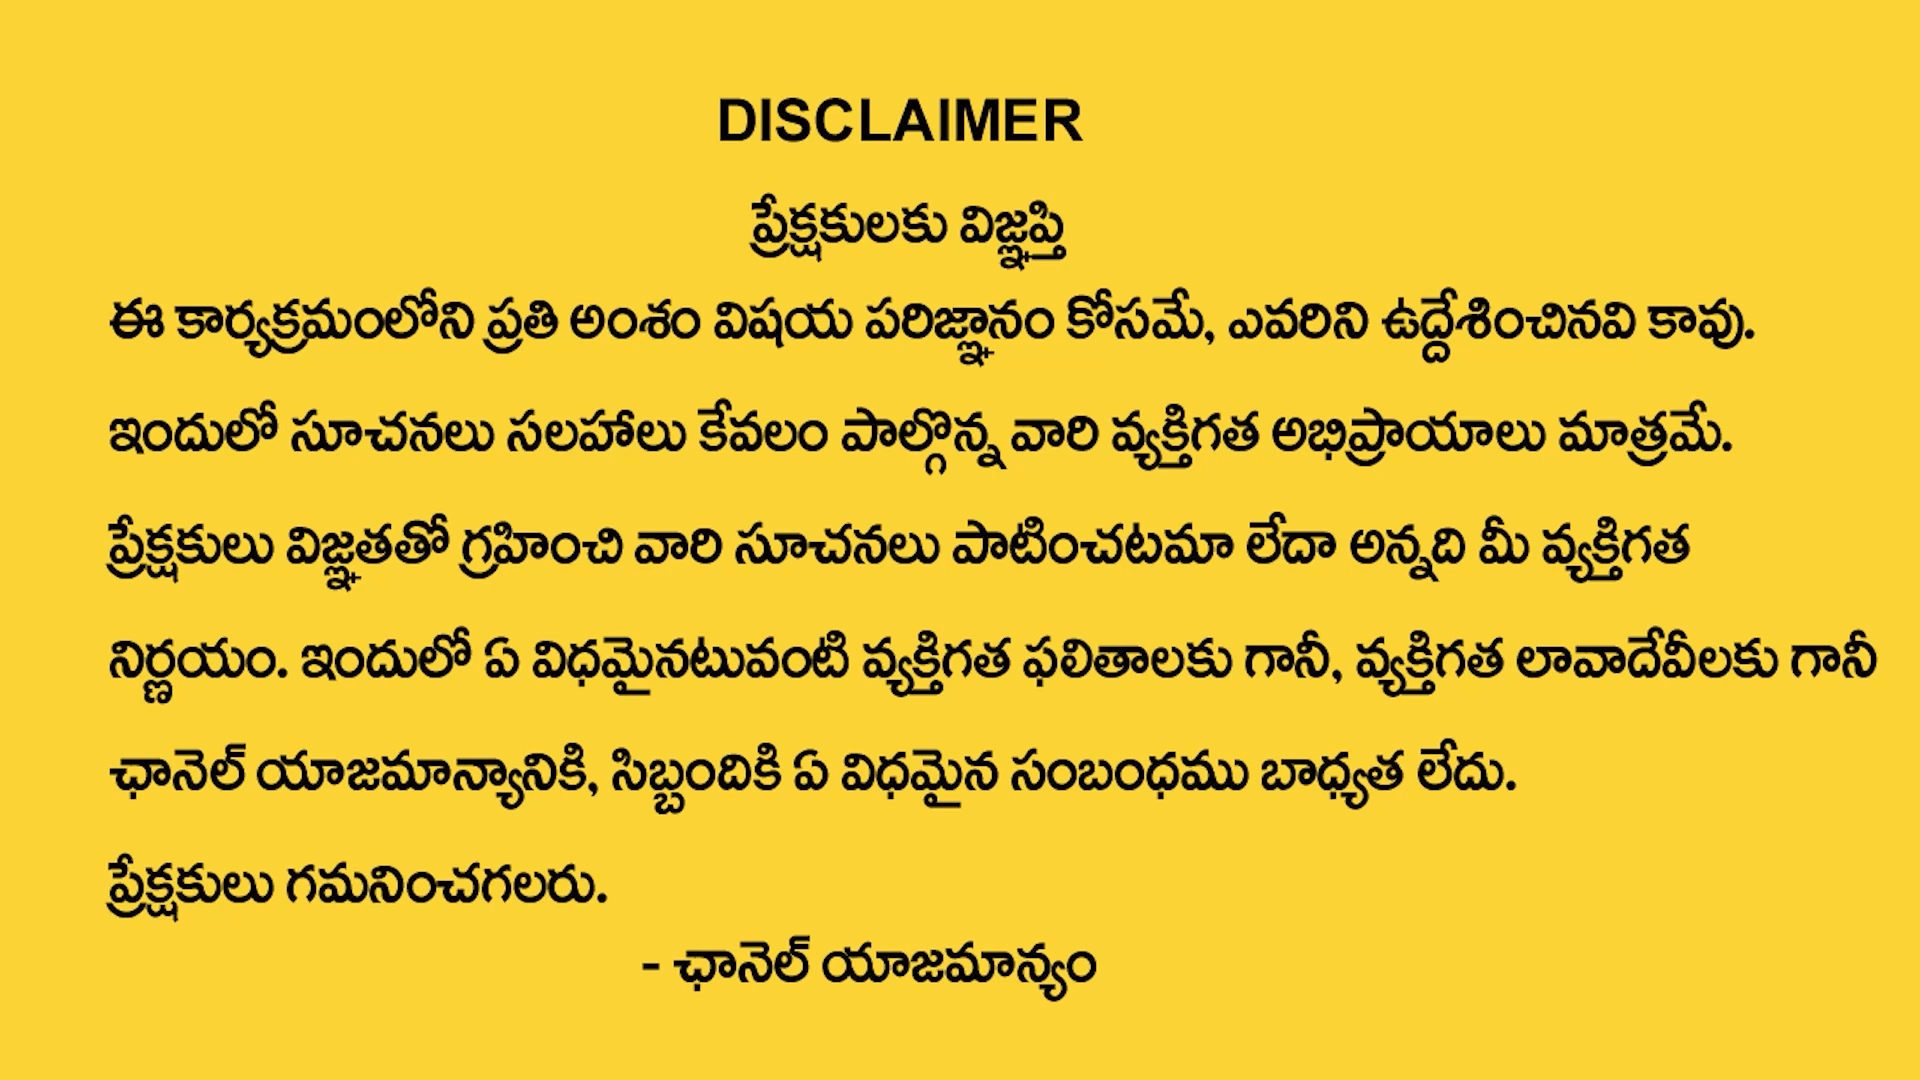 DISCLAIMER
ప్రేక్షకులకు విజ్ఞప్తి
ఈ కార్యక్రమంలోని ప్రతి అంశం విషయ పరిజ్ఞానం కోసమే, ఎవరిని ఉద్దేశించినవి కావు.
ఇందులో సూచనలు సలహాలు కేవలం పాల్గొన్న వారి వ్యక్తిగత అభిప్రాయాలు మాత్రమే.
ప్రేక్షకులు విజ్ఞతతో గ్రహించి వారి సూచనలు పాటించటమా లేదా అన్నది మీ వ్యక్తిగత
నిర్ణయం. ఇందులో ఏ విధమైనటువంటి వ్యక్తిగత ఫలితాలకు గానీ, వ్యక్తిగత లావాదేవీలకు గానీ
ఛానెల్ యాజమాన్యానికి, సిబ్బందికి ఏ విధమైన సంబంధము బాధ్యత లేదు.
ప్రేక్షకులు గమనించగలరు.
- ఛానెల్ యాజమాన్యం